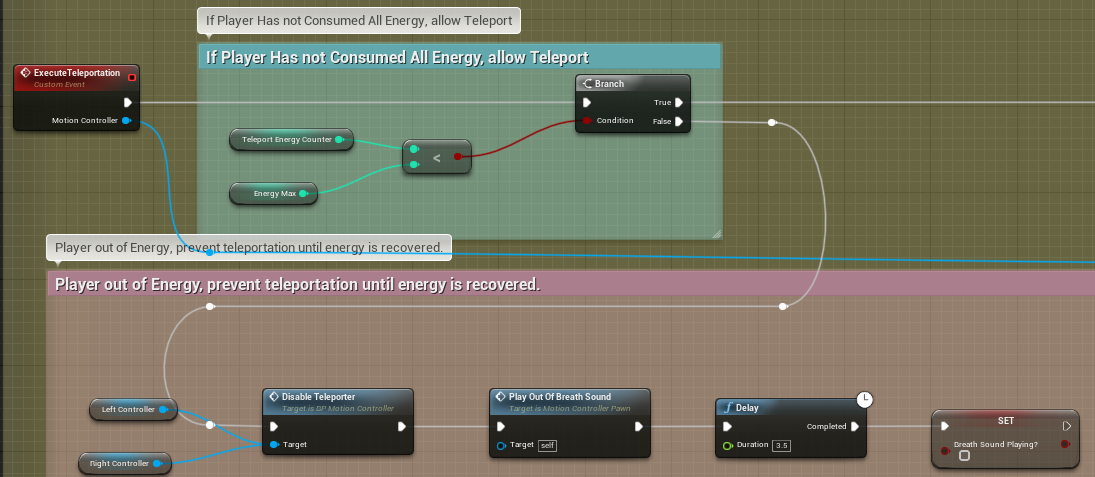 If Player Has not Consumed All Energy, allow Teleport
If Player Has not Consumed All Energy, allow Teleport
ExecuteTeleportation
Custom Event
Motion Controller
Branch
True
Condition
False
Teleport Energy Counter
<
Energy Max
Player out of Energy, prevent teleportation until energy is recovered.
Player out of Energy, prevent teleportation until energy is recovered.
Left Controller
Right Controller
Disable Teleporter
Target is DP Motion Controller
Target
Play Out Of Breath Sound
Target is Motion Controller Pawn
Target self
f Delay
Completed
Duration 3.5
SET
Breath Sound Playing?